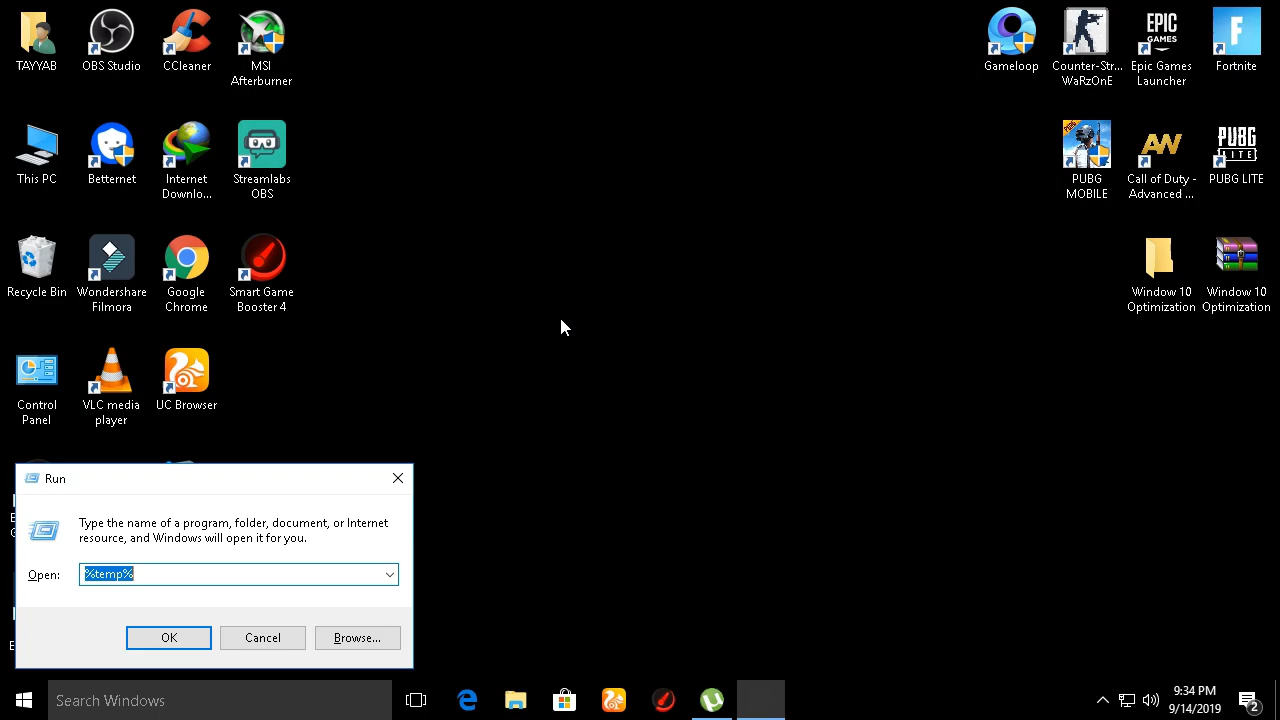 TAYYAB
OBS Studio
CCleaner
MSI
Afterburner
Gameloop
Counter-Str...
WaRzOnE
EPIC
GAMES
Epic Games
Launcher
F
Fortnite
This PC
Betternet
Internet
Downlo...
Streamlabs
OBS
PUBG
PUBG
MOBILE
AW
Call of Duty -
Advanced ...
PUBG
LITE
PUBG LITE
Recycle Bin
Wondershare
Filmora
Google
Chrome
Smart Game
Booster 4
Window 10
Optimization
Window 10
Optimization
Control
Panel
VLC media
player
UC Browser
Run
Type the name of a program, folder, document, or Internet
resource, and Windows will open it for you.
Open:
%temp%
OK
Cancel
Browse...
Search Windows
9:34 PM
9/14/2019
2